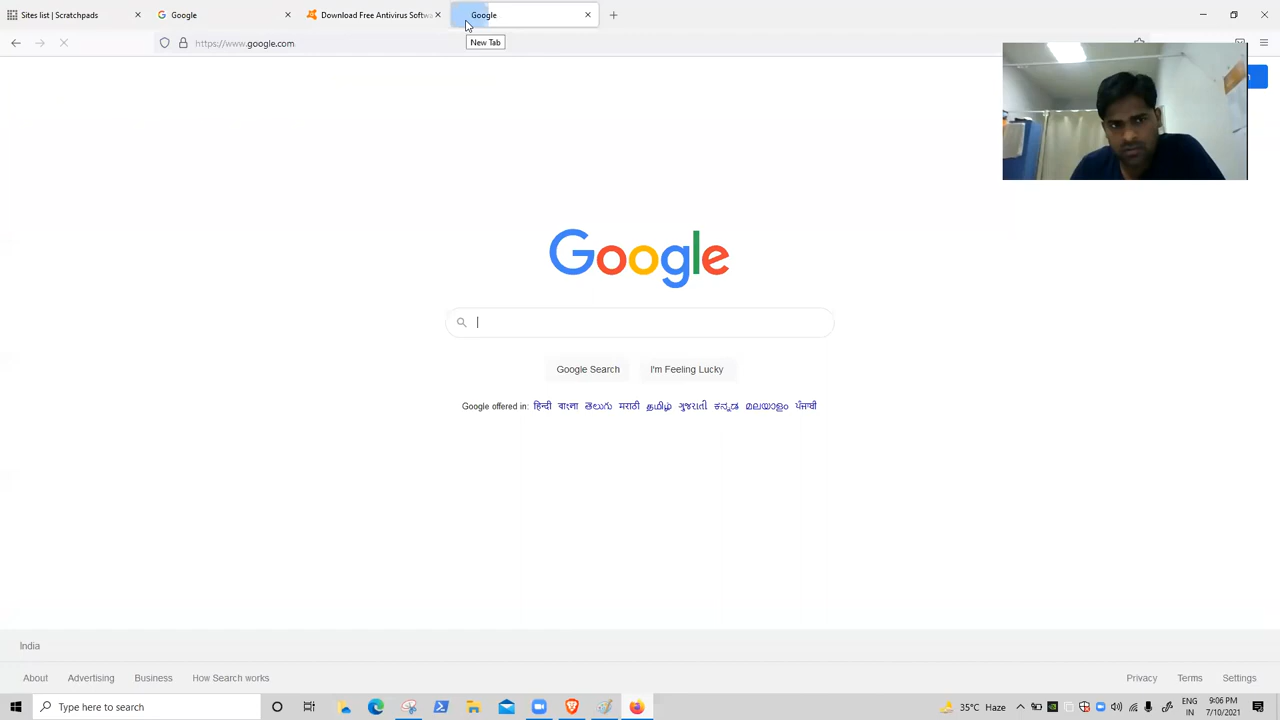 Sites list | Scratchpads
Google
Download Free Antivirus Softwa
Google
https://www.google.com
New Tab
Google
Google Search
I'm Feeling Lucky
Google offered in: हिन्दी বাংলা తెలుగు मराठी தமிழ் ગુજરાતી ಕನ್ನಡ മലയാളം ਪੰਜਾਬੀ
India
About
Advertising
Business
How Search works
Privacy
Terms
Settings
Type here to search
35°C Haze
ENG
IN
9:06 PM
7/10/2021